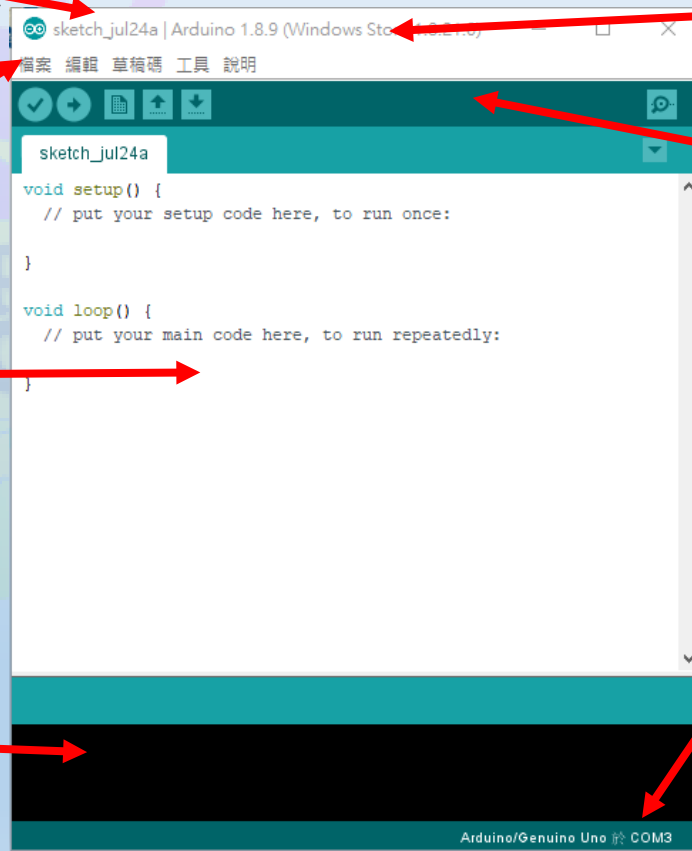 sketch_jul24a | Arduino 1.8.9 (Windows Sto
檔案 編輯 草稿碼 工具 說明
sketch_jul24a
void setup() {
  // put your setup code here, to run once:
}
void loop() {
  // put your main code here, to run repeatedly:
}
Arduino/Genuino Uno 於 COM3